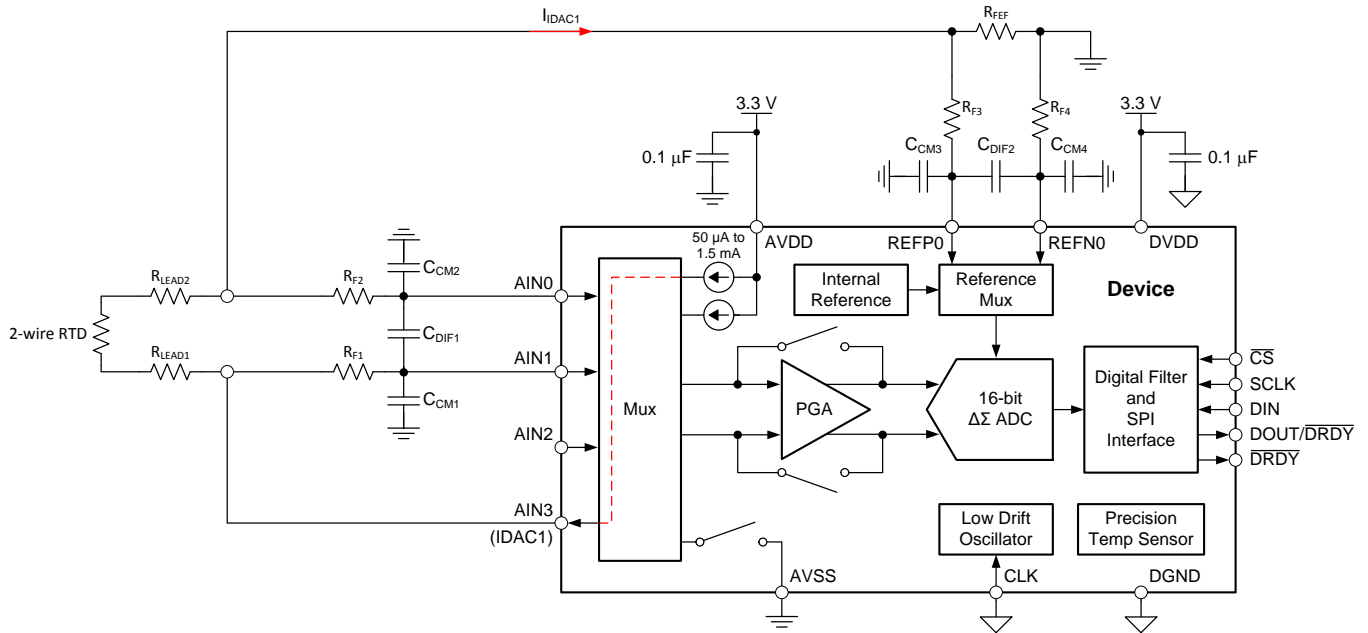 IIDAC1
RFEF
3.3 V
RF3
RF4
3.3 V
0.1 μF
CCM3
CDIF2
CCM4
0.1 μF
AVDD
REFP0
REFN0
DVDD
50 μA to
1.5 mA
Internal
Reference
Reference
Mux
Device
CCM2
RLEAD2
RF2
AIN0
2-wire RTD
CDIF1
RLEAD1
RF1
AIN1
CCM1
Mux
PGA
16-bit
ΔΣ ADC
Digital Filter
and
SPI
Interface
CS
SCLK
DIN
DOUT/DRDY
DRDY
AIN2
AIN3
(IDAC1)
Low Drift
Oscillator
Precision
Temp Sensor
AVSS
CLK
DGND